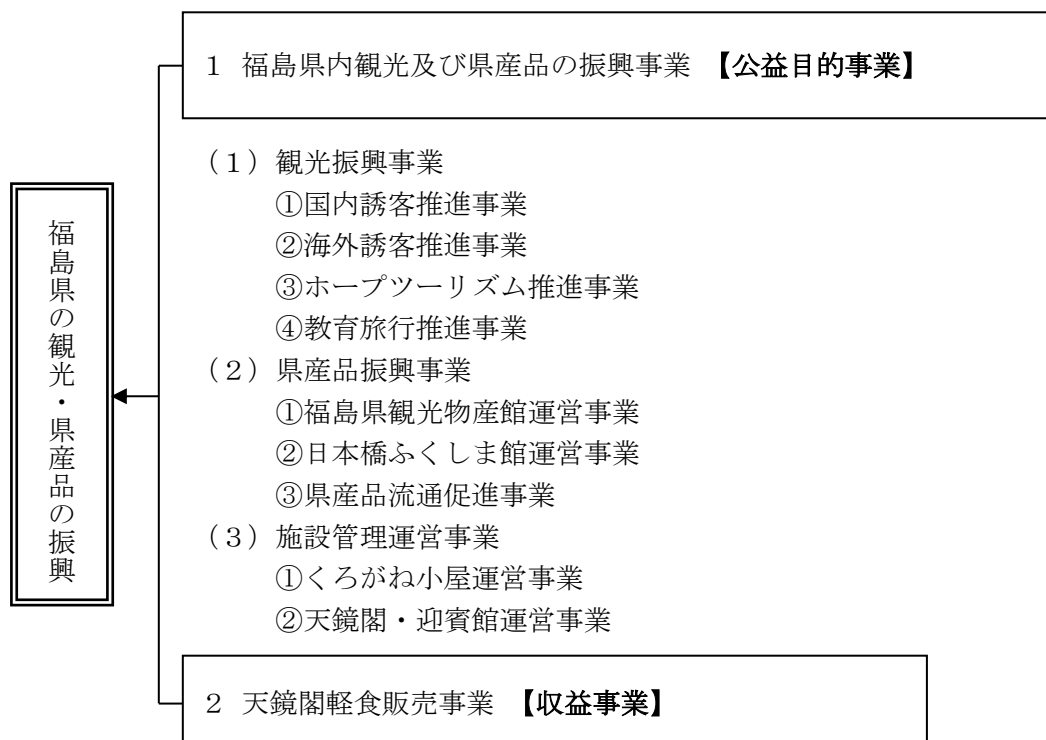 福島県の観光・県産品の振興
１ 福島県内観光及び県産品の振興事業 【公益目的事業】
（１）観光振興事業
①国内誘客推進事業
②海外誘客推進事業
③ホープツーリズム推進事業
④教育旅行推進事業
（２）県産品振興事業
①福島県観光物産館運営事業
②日本橋ふくしま館運営事業
③県産品流通促進事業
（３）施設管理運営事業
①くろがね小屋運営事業
②天鏡閣・迎賓館運営事業
２ 天鏡閣軽食販売事業 【収益事業】